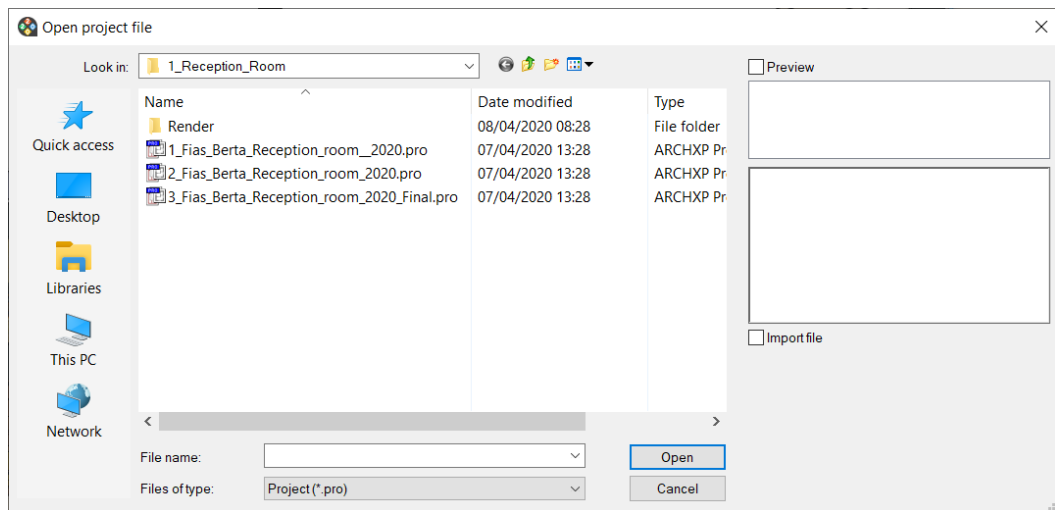 Open project file
Look in: 1_Reception_Room
Preview
Quick access
Desktop
Libraries
This PC
Network
Name Date modified Type
Render 08/04/2020 08:28 File folder
1_Fias_Berta_Reception_room__2020.pro 07/04/2020 13:28 ARCHXP Pr
2_Fias_Berta_Reception_room_2020.pro 07/04/2020 13:28 ARCHXP Pr
3_Fias_Berta_Reception_room_2020_Final.pro 07/04/2020 13:28 ARCHXP Pr
Import file
File name: Open
Files of type: Project (*.pro) Cancel